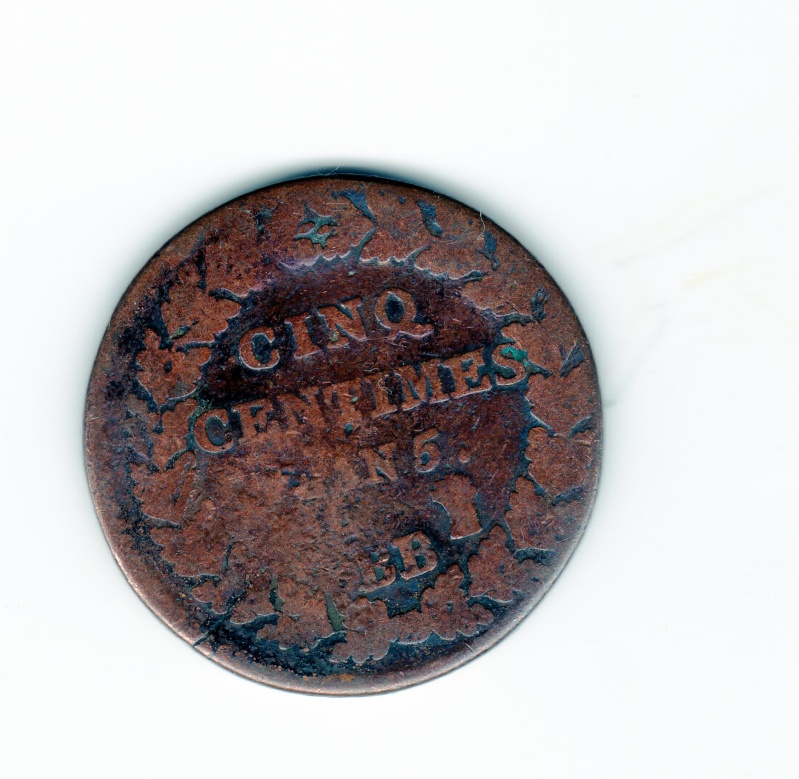 CINQ
CENTIMES
AN 5.
BB